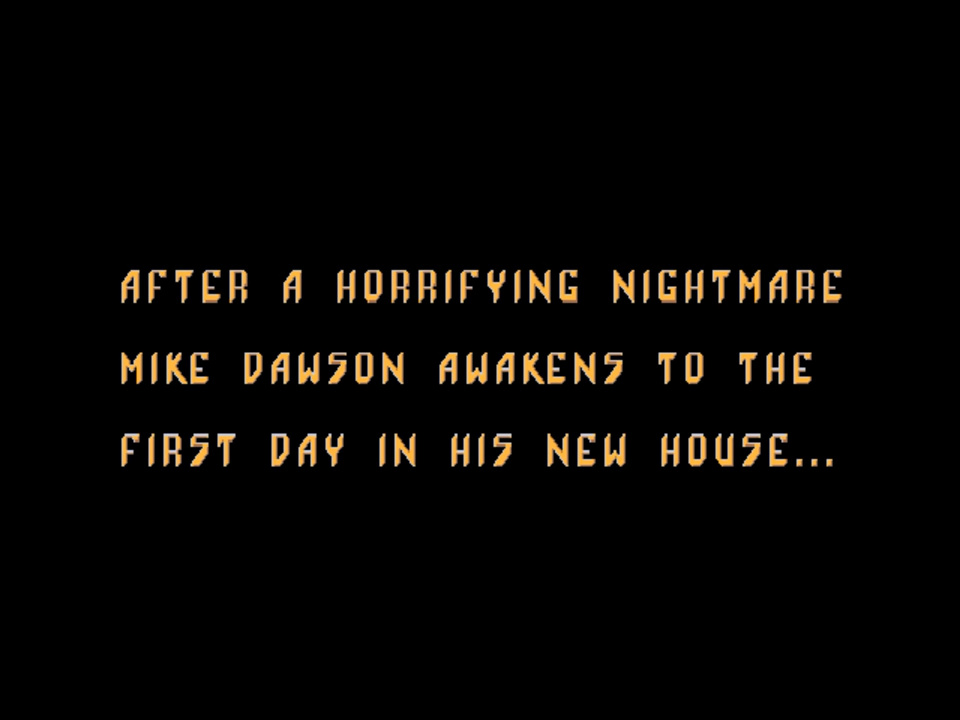 AFTER A HORRIFYING NIGHTMARE
MIKE DAWSON AWAKENS TO THE
FIRST DAY IN HIS NEW HOUSE...